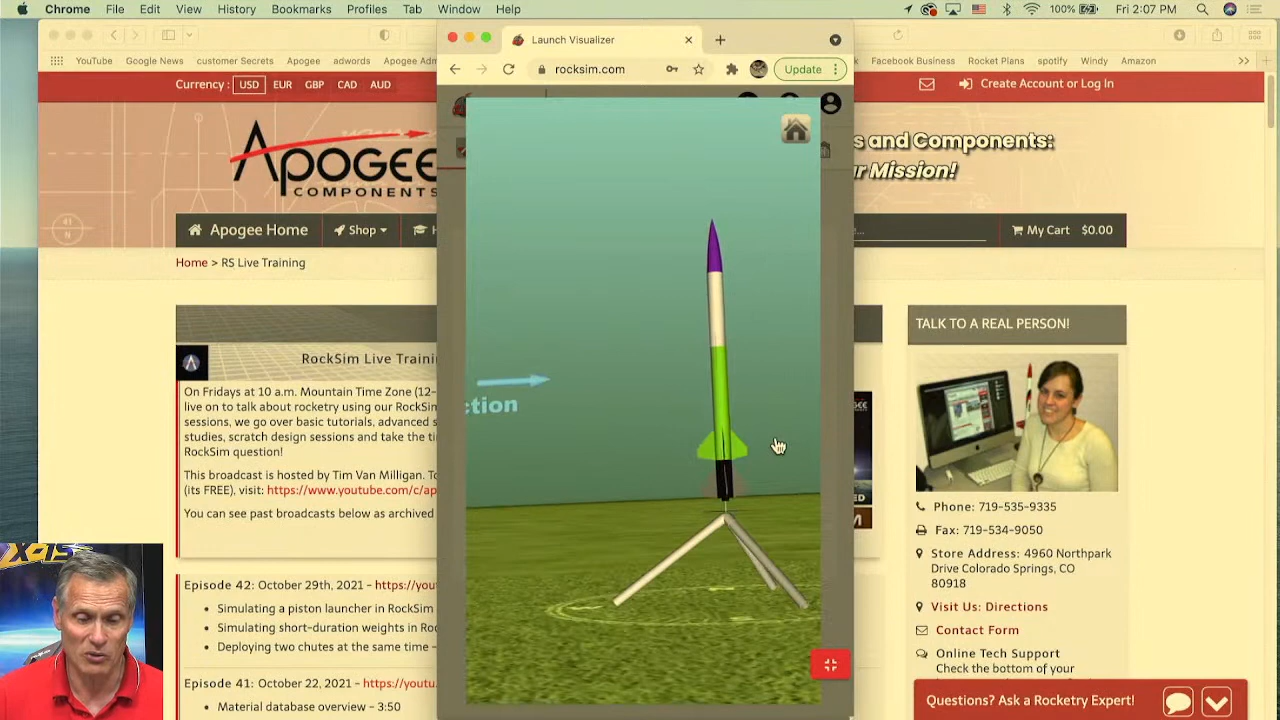 Chrome File Edit View History Bookmarks Profiles Tab Window Help
100% Fri 2:07 PM
Launch Visualizer
rocksim.com
Update
YouTube Google News customer Secrets Apogee adwords Apogee Adm
Facebook Business Rocket Plans spotify Windy Amazon
Currency : USD EUR GBP CAD AUD
Create Account or Log In
APOGEE
COMPONENTS
s and Components:
ur Mission!
41
N
Apogee Home Shop H
e...
My Cart $0.00
Home > RS Live Training
TALK TO A REAL PERSON!
RockSim Live Traini
On Fridays at 10 a.m. Mountain Time Zone (12-
live on to talk about rocketry using our RockSim
sessions, we go over basic tutorials, advanced s
studies, scratch design sessions and take the ti
RockSim question!
This broadcast is hosted by Tim Van Milligan. To
(its FREE), visit: https://www.youtube.com/c/ap
You can see past broadcasts below as archived
ction
Episode 42: October 29th, 2021 - https://yout
Simulating a piston launcher in RockSim
Simulating short-duration weights in Roc
Deploying two chutes at the same time -
Episode 41: October 22, 2021 - https://youtu.
Material database overview - 3:50
Phone: 719-535-9335
Fax: 719-534-9050
Store Address: 4960 Northpark
Drive Colorado Springs, CO
80918
Visit Us: Directions
Contact Form
Online Tech Support
Check the bottom of your
Questions? Ask a Rocketry Expert!